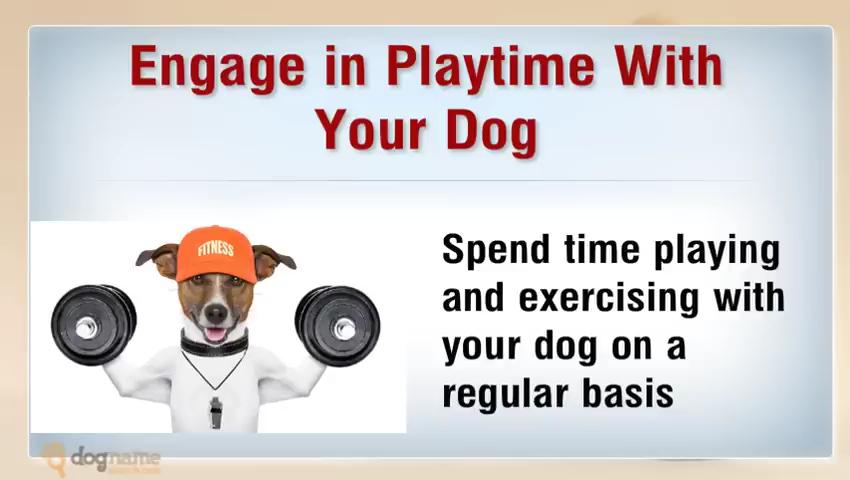 Engage in Playtime With
Your Dog
FITNESS
Spend time playing
and exercising with
your dog on a
regular basis
dogname